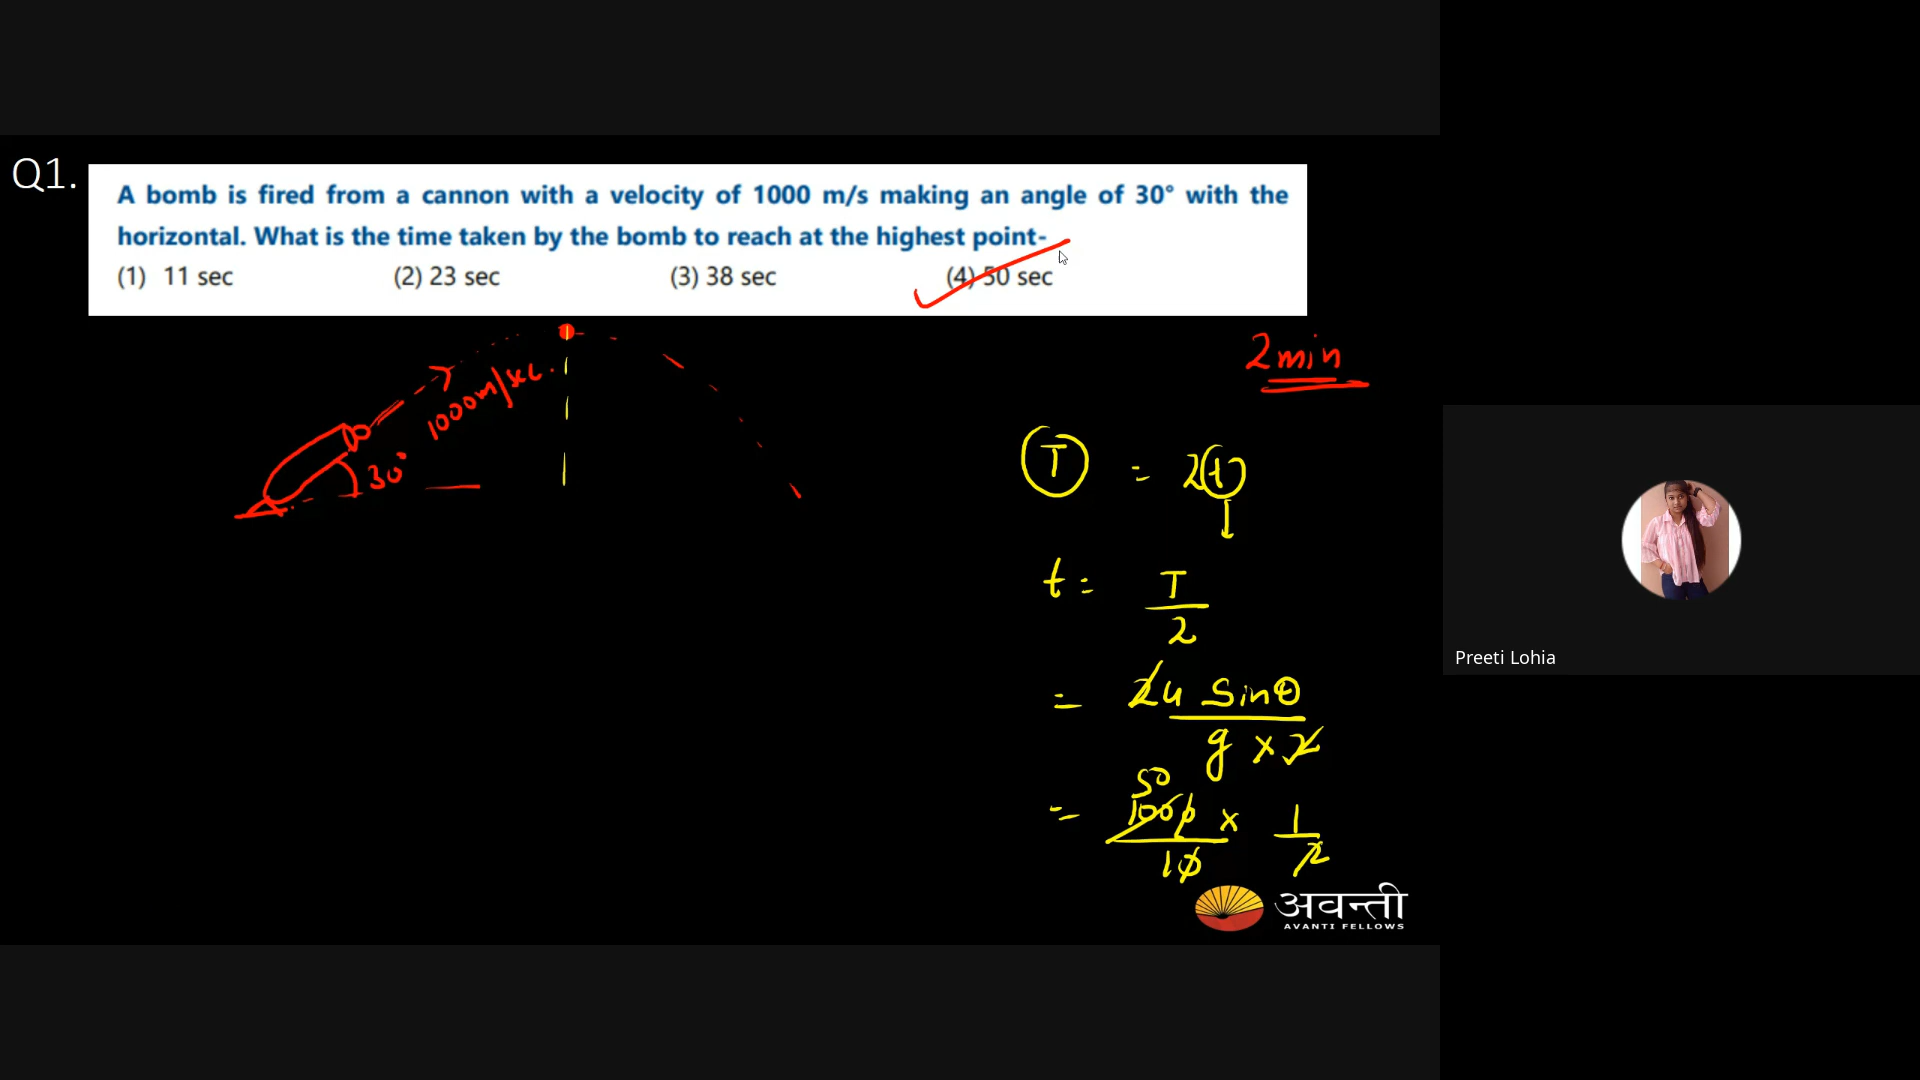 Q1.
A bomb is fired from a cannon with a velocity of 1000 m/s making an angle of 30° with the
horizontal. What is the time taken by the bomb to reach at the highest point-
(1) 11 sec (2) 23 sec (3) 38 sec (4) 50 sec
2min
1000m/sec.
30°
T = 2t
t = T/2
= 2u Sinθ / g × 2
50
= 1000/10 × 1/2
अवन्ती
AVANTI FELLOWS
Preeti Lohia